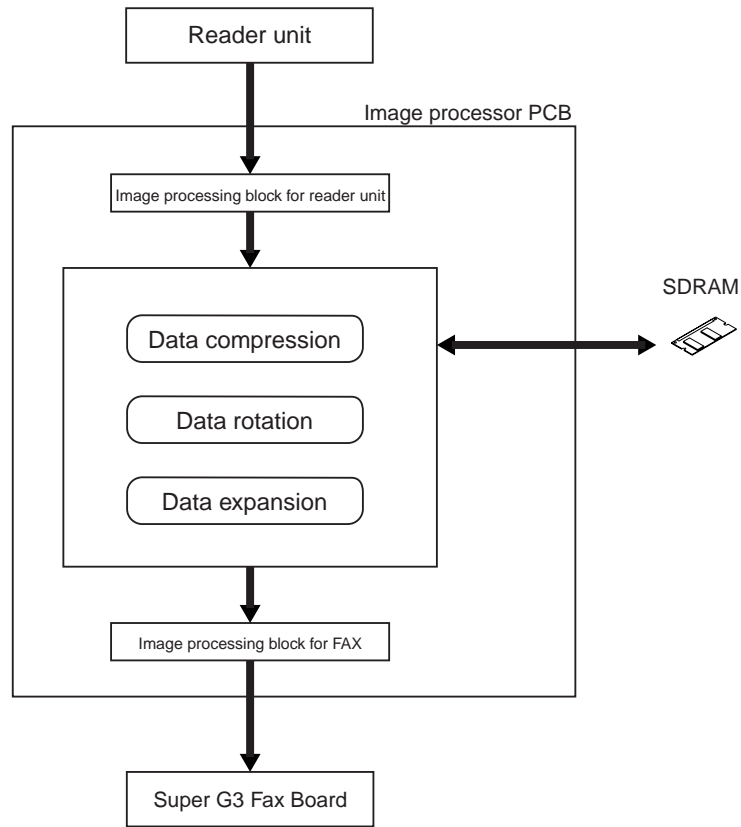 Reader unit
Image processor PCB
Image processing block for reader unit
SDRAM
Data compression
Data rotation
Data expansion
Image processing block for FAX
Super G3 Fax Board